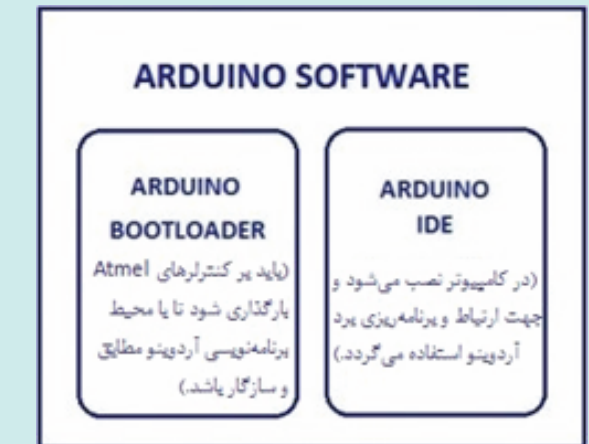 ARDUINO SOFTWARE
ARDUINO
BOOTLOADER
(باید بر کنترلرهای Atmel
بارگذاری شود تا با محیط
برنامه‌نویسی آردوینو مطابق
و سازگار باشد.)
ARDUINO
IDE
(در کامپیوتر نصب می‌شود و
جهت ارتباط و برنامه‌ریزی برد
آردوینو استفاده می‌گردد.)